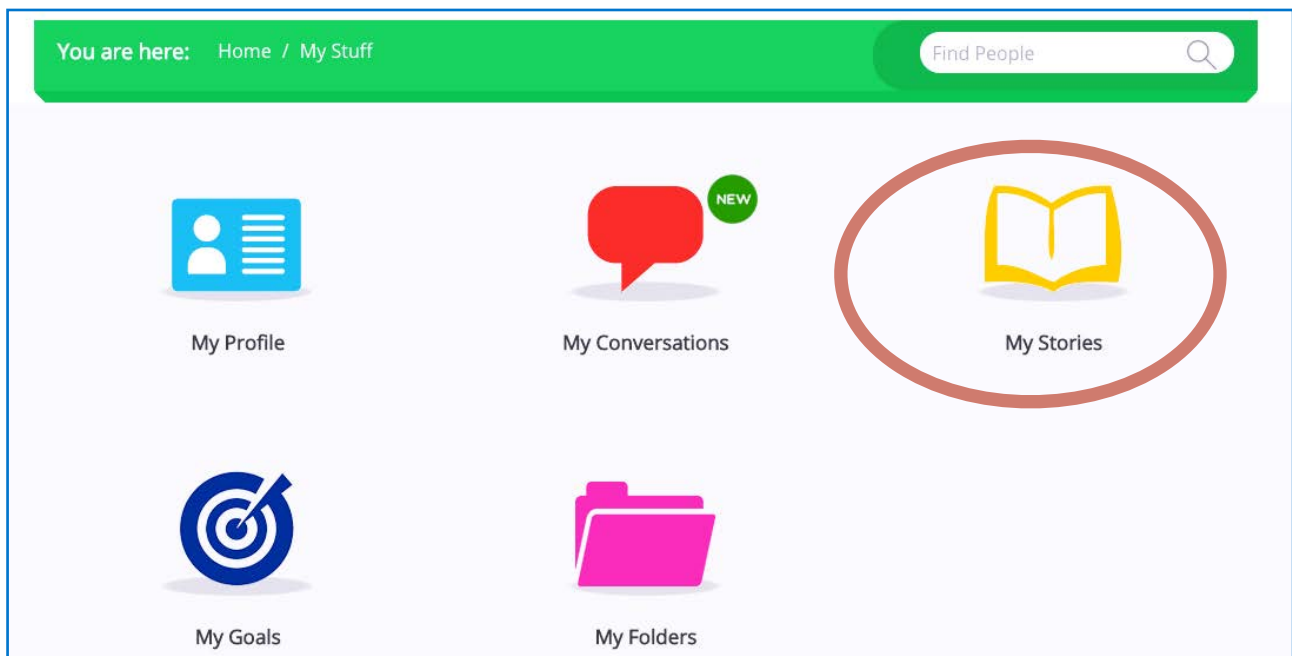 You are here: Home / My Stuff
Find People
NEW
My Profile
My Conversations
My Stories
My Goals
My Folders